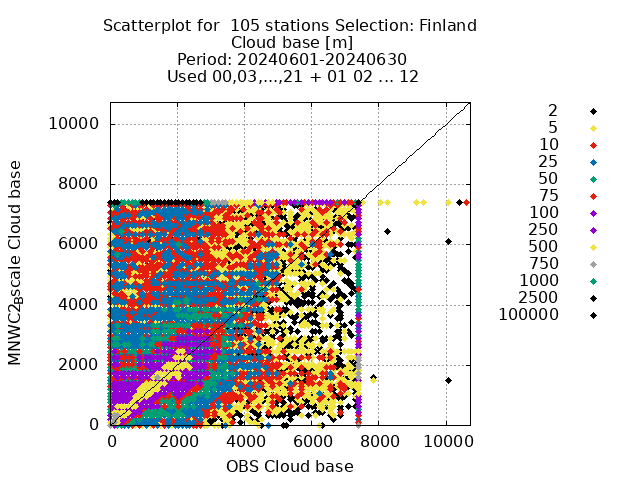 Scatterplot for  105 stations Selection: Finland
Cloud base [m]
Period: 20240601-20240630
Used 00,03,...,21 + 01 02 ... 12
MNWC2Bscale Cloud base
10000
8000
6000
4000
2000
0
0 2000 4000 6000 8000 10000
OBS Cloud base
2
5
10
25
50
75
100
250
500
750
1000
2500
100000